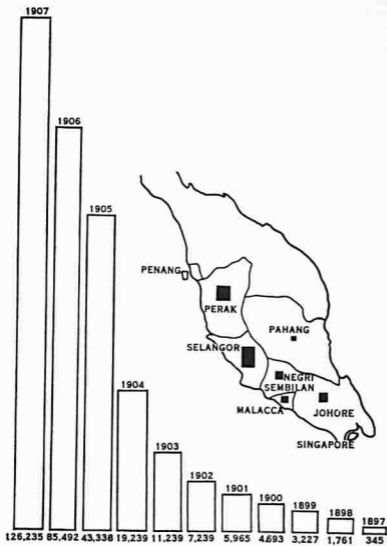 1907
1906
1905
1904
1903
1902
1901
1900
1899
1898
1897
PENANG
PERAK
PAHANG
SELANGOR
NEGRI
SEMBILAN
MALACCA
JOHORE
SINGAPORE
126,235 85,492 43,338 19,239 11,239 7,239 5,965 4,693 3,227 1,761 345